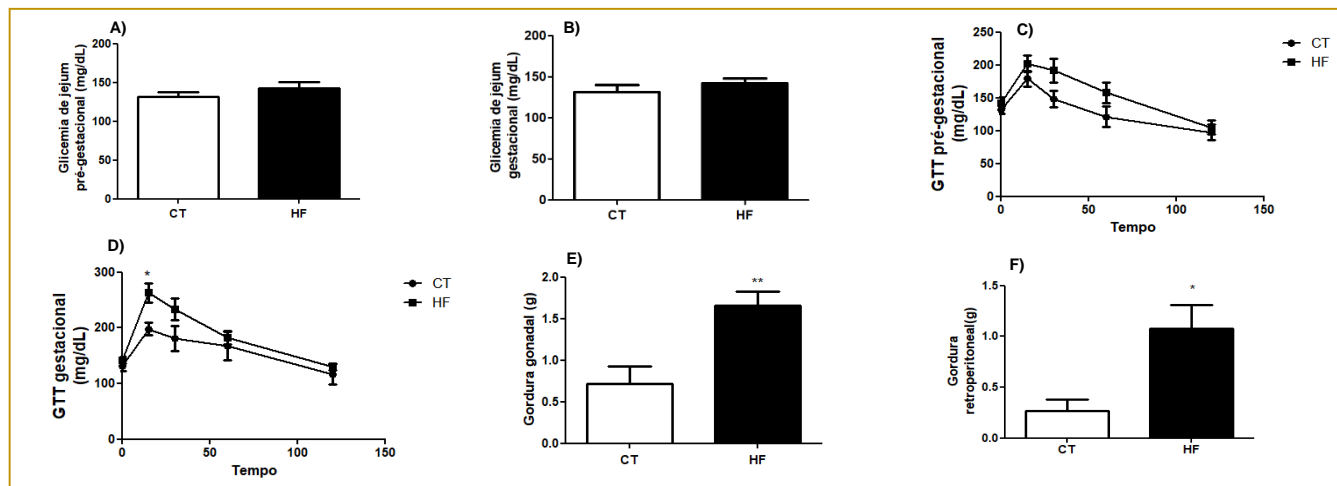 A)
Glicemia de jejum
pré-gestacional (mg/dL)
200
150
100
50
0
CT
HF
B)
Glicemia de jejum
gestacional (mg/dL)
200
150
100
50
0
CT
HF
C)
GTT pré-gestacional
(mg/dL)
250
200
150
100
50
0
0
50
100
150
Tempo
CT
HF
D)
GTT gestacional
(mg/dL)
300
200
100
0
0
50
100
150
Tempo
*
CT
HF
E)
Gordura gonadal (g)
2.0
1.5
1.0
0.5
0.0
**
CT
HF
F)
Gordura
retroperitoneal(g)
1.5
1.0
0.5
0.0
*
CT
HF